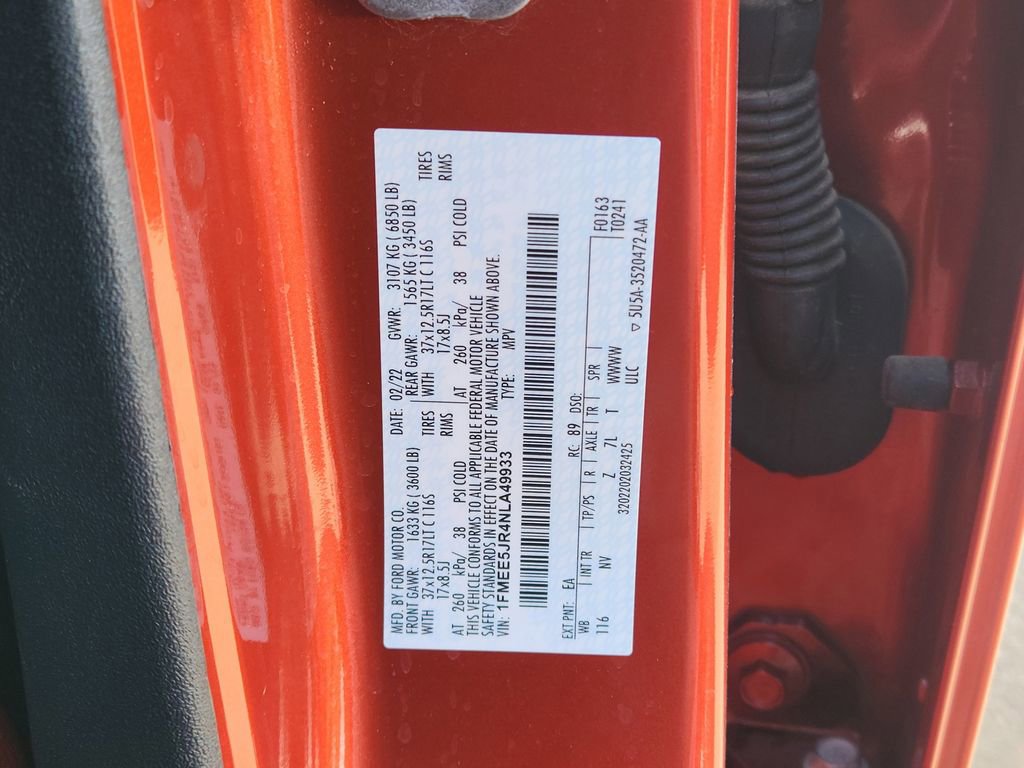 MFD. BY FORD MOTOR CO. DATE: 02/22 GVWR: 3107 KG ( 6850 LB)
FRONT GAWR: 1633 KG ( 3600 LB) REAR GAWR: 1565 KG ( 3450 LB)
WITH 37x12.5R17LT C 116S TIRES WITH 37x12.5R17LT C 116S TIRES
17x8.5J RIMS 17x8.5J RIMS
AT 260 kPa/ 38 PSI COLD AT 260 kPa/ 38 PSI COLD
THIS VEHICLE CONFORMS TO ALL APPLICABLE FEDERAL MOTOR VEHICLE
SAFETY STANDARDS IN EFFECT ON THE DATE OF MANUFACTURE SHOWN ABOVE.
VIN: 1FMEE5JR4NLA49933 TYPE: MPV
EXT PNT: EA RC: 89 DSO: F0163
WB INT TR TP/PS R AXLE TR SPR T0241
116 NV Z 7L T WWWW
3202202032425 ULC ▽ 5U5A-3520472-AA